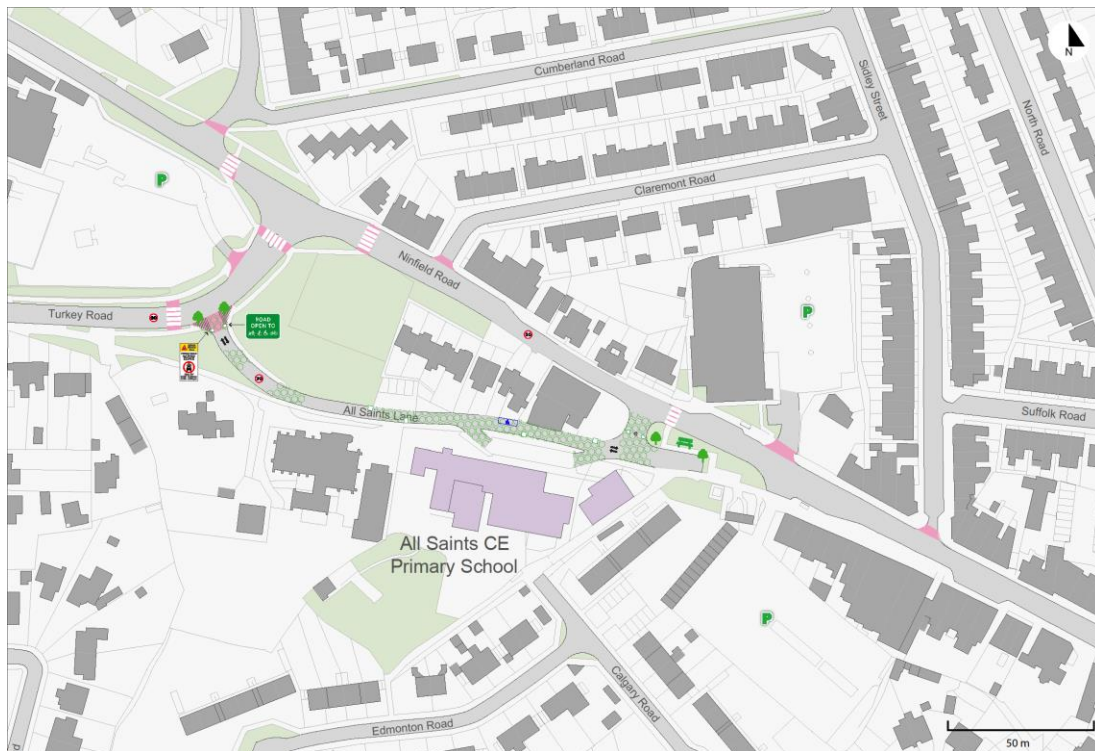 N
Cumberland Road
Sidley Street
North Road
P
Claremont Road
Ninfield Road
Turkey Road
ROAD
OPEN TO
P
All Saints Lane
Suffolk Road
All Saints CE
Primary School
P
Calgary Road
Edmonton Road
50 m